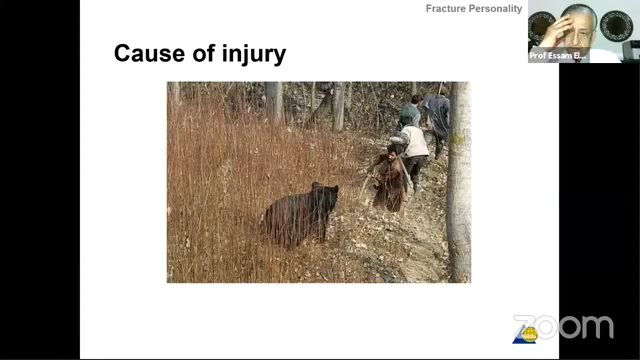 Fracture Personality
Prof Essam El...
Cause of injury
zoom